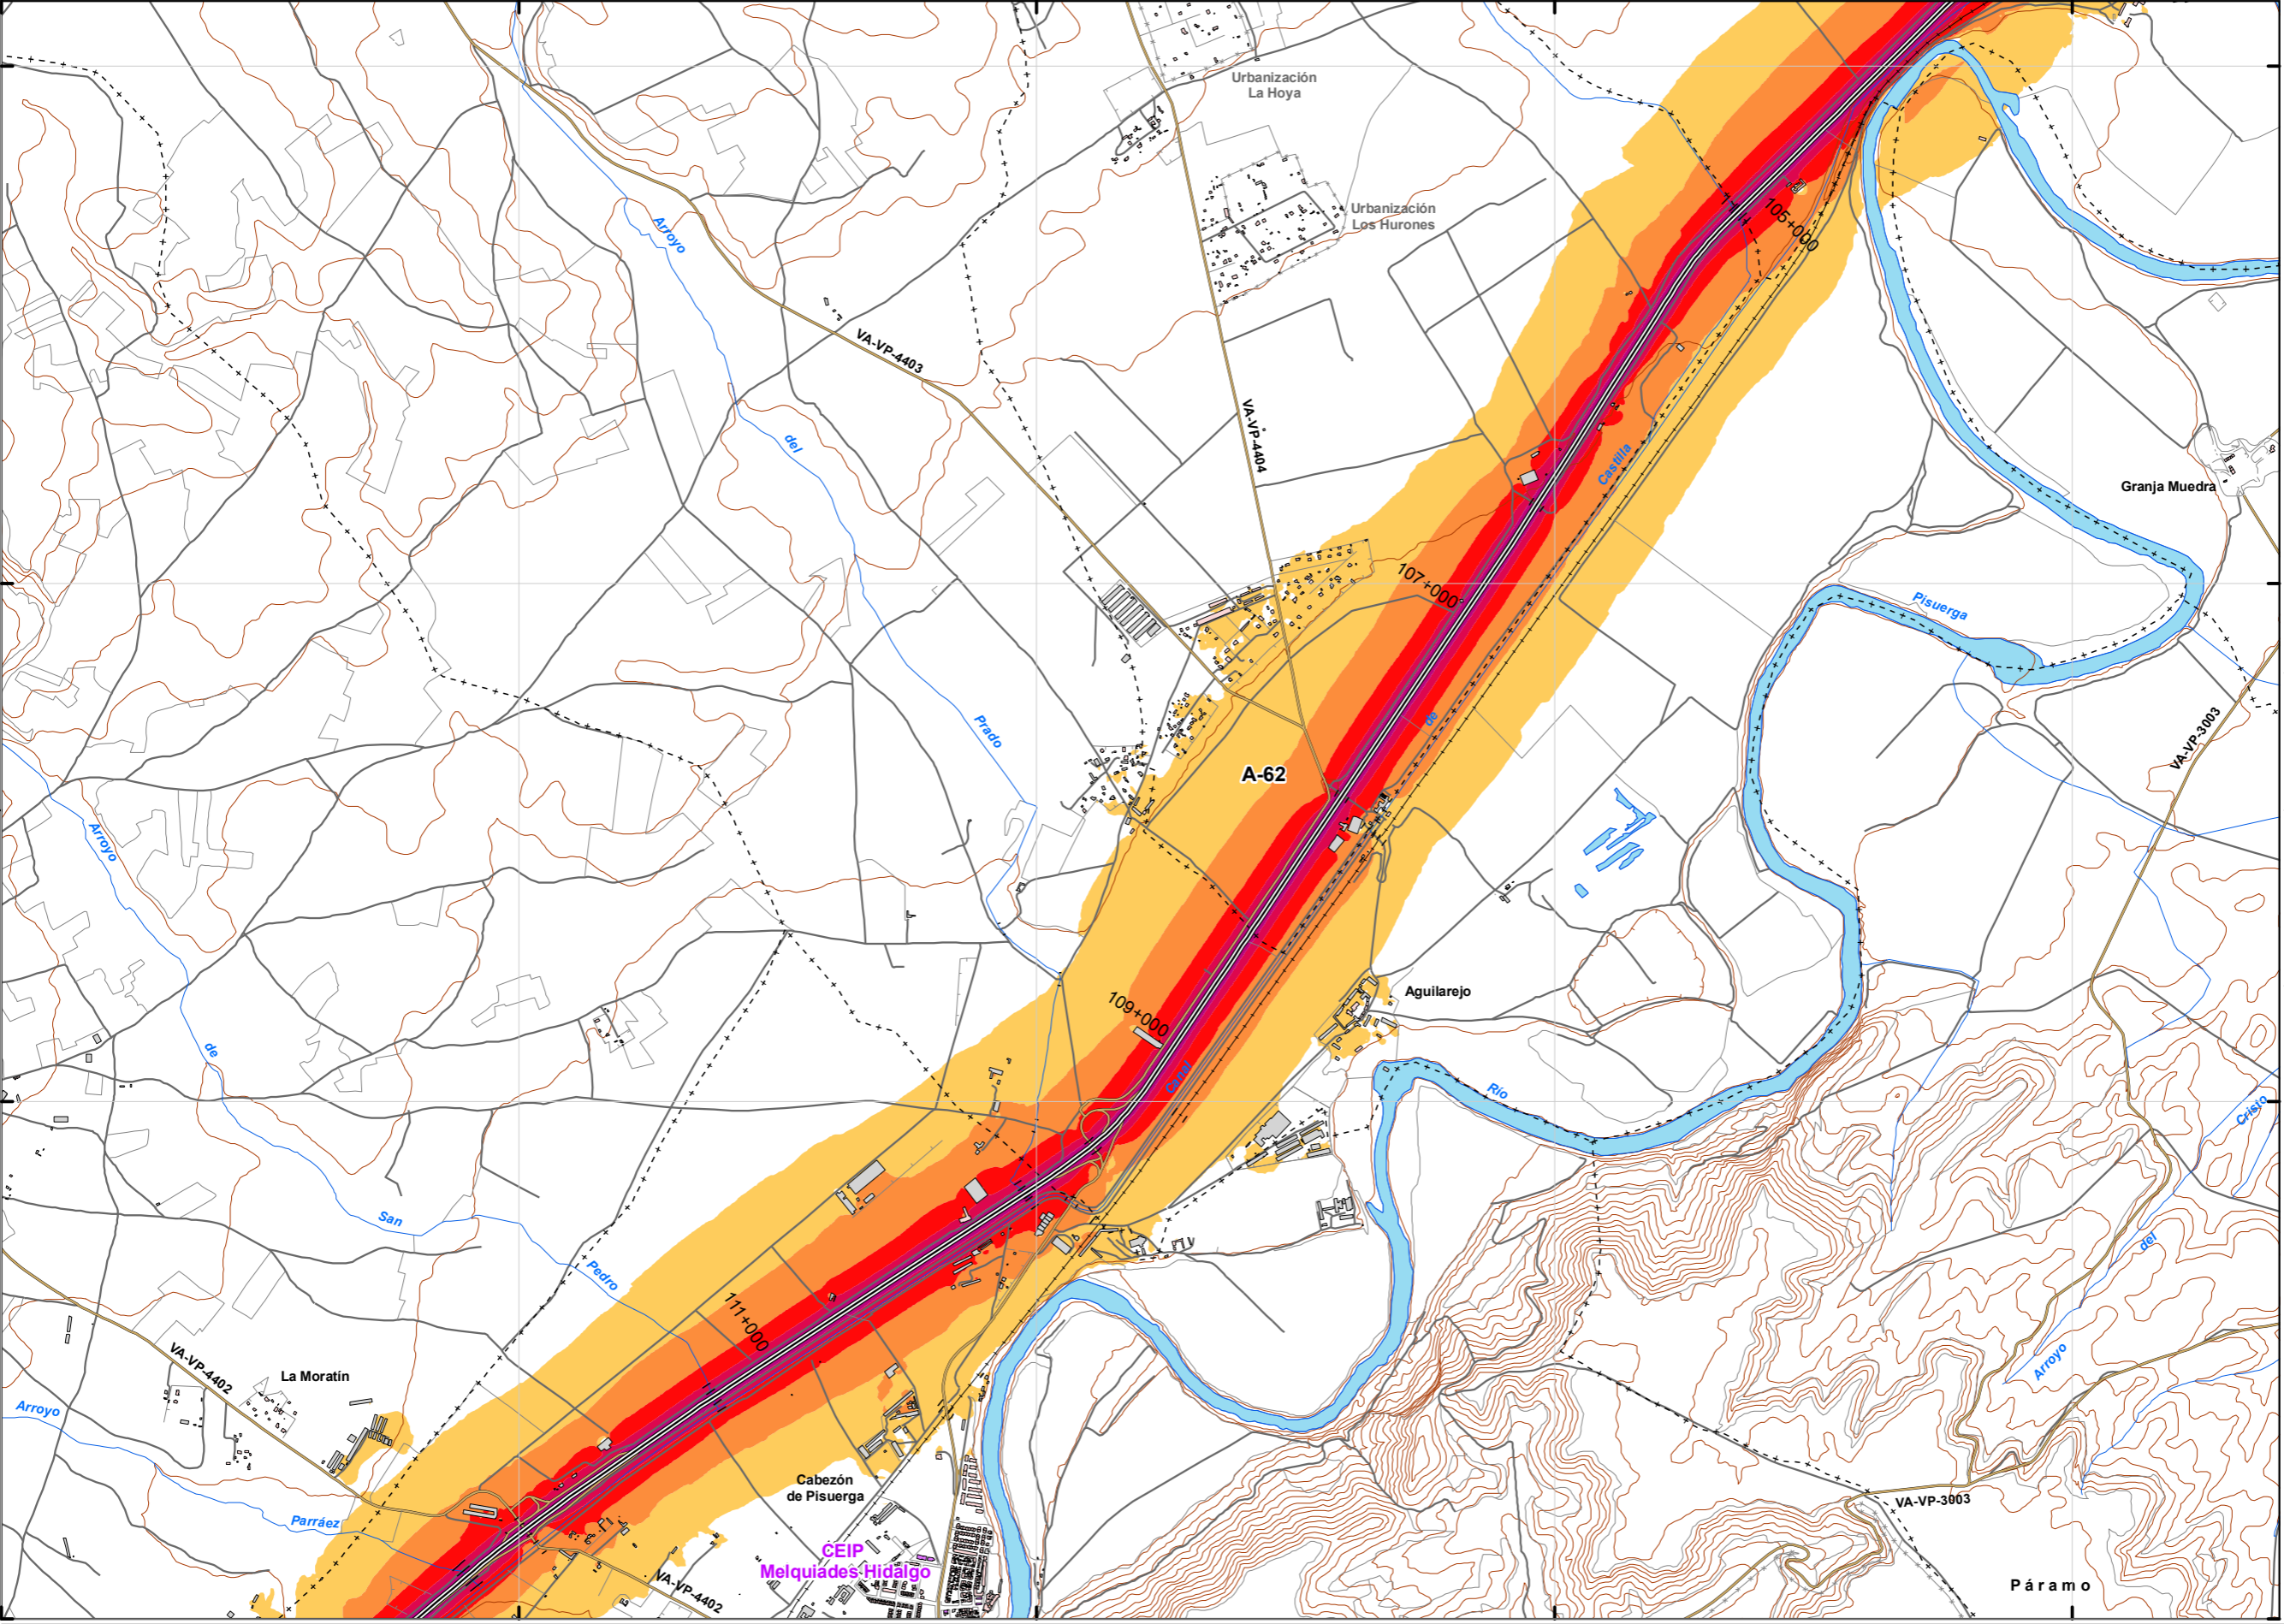 Urbanización
La Hoya
Urbanización
Los Hurones
105+000
Arroyo
VA-VP-4403
del
VA-VP-4404
Castilla
Granja Muedra
107+000
Pisuerga
Prado
de
A-62
VA-VP-3003
Arroyo
Aguilarejo
109+000
de
Canal
Río
Cristo
San
del
Pedro
111+000
VA-VP-4402
La Moratín
Arroyo
Arroyo
Cabezón
de Pisuerga
VA-VP-3003
Parráez
CEIP
Melquiades Hidalgo
VA-VP-4402
Páramo